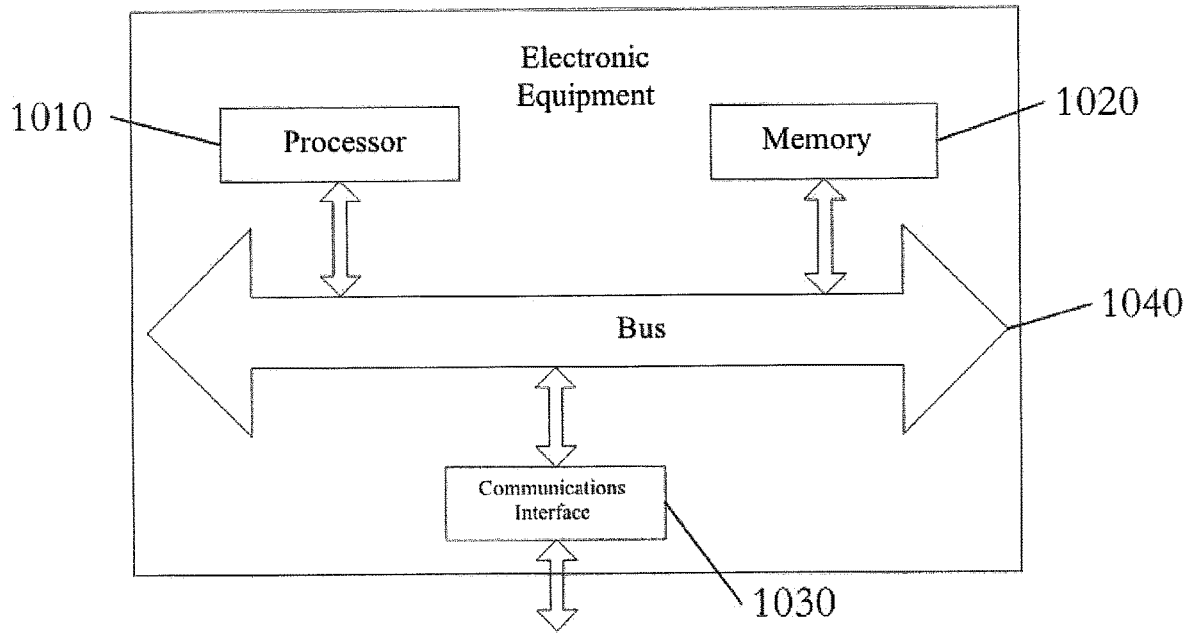 Electronic
Equipment
1010
Processor
Memory
1020
Bus
1040
Communications
Interface
1030